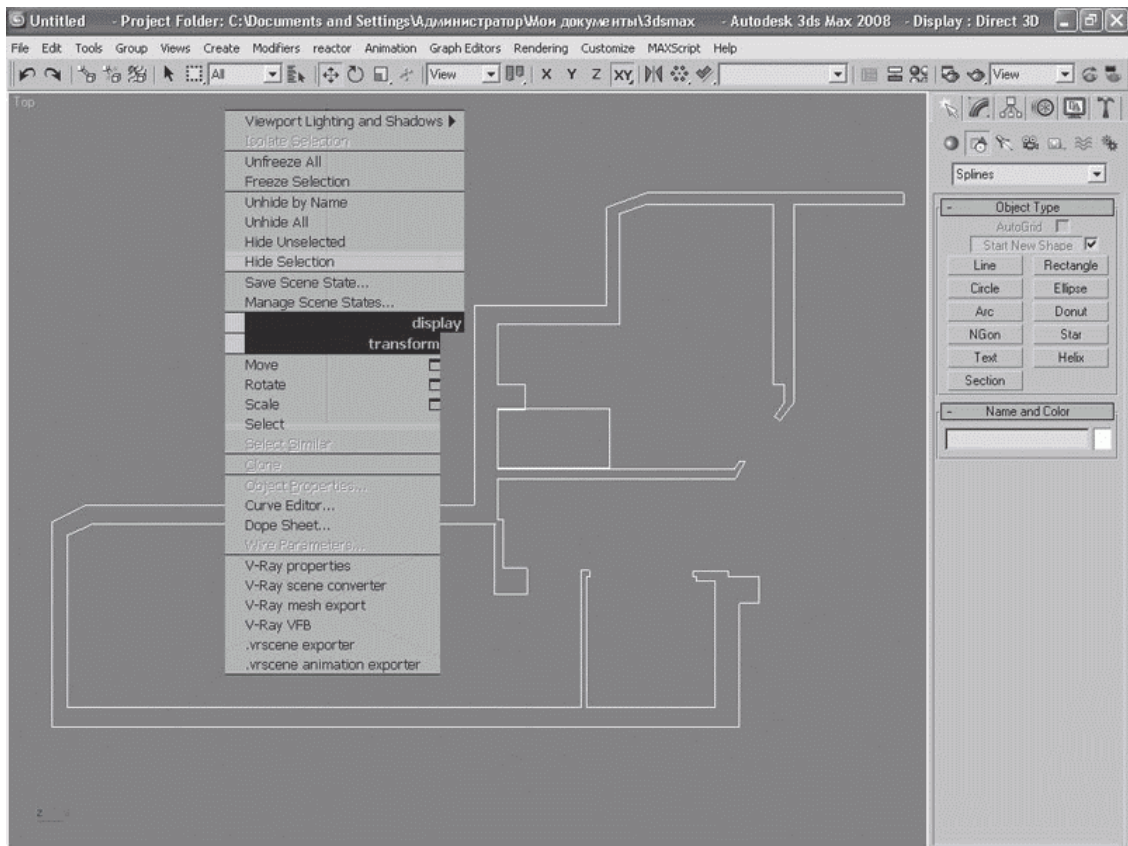 Untitled - Project Folder: C:\Documents and Settings\Администратор\Мои документы\3dsmax - Autodesk 3ds Max 2008 - Display : Direct 3D
File Edit Tools Group Views Create Modifiers reactor Animation Graph Editors Rendering Customize MAXScript Help
All View X Y Z XY View
Top
Viewport Lighting and Shadows
Isolate Selection
Unfreeze All
Freeze Selection
Unhide by Name
Unhide All
Hide Unselected
Hide Selection
Save Scene State...
Manage Scene States...
display
transform
Move
Rotate
Scale
Select
Select Similar
Clone
Object Properties...
Curve Editor...
Dope Sheet...
Wire Parameters...
V-Ray properties
V-Ray scene converter
V-Ray mesh export
V-Ray VFB
.vrscene exporter
.vrscene animation exporter
z
Splines
- Object Type
AutoGrid
Start New Shape
Line Rectangle
Circle Ellipse
Arc Donut
NGon Star
Text Helix
Section
- Name and Color